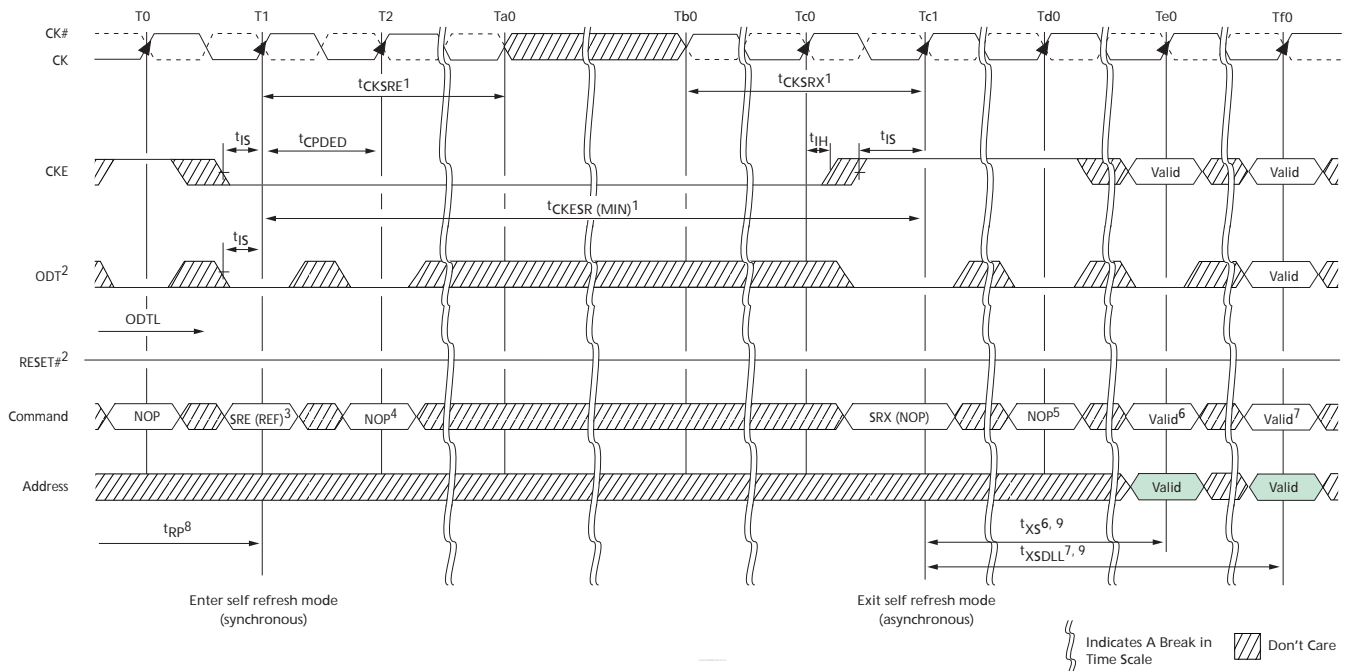 T0 T1 T2 Ta0 Tb0 Tc0 Tc1 Td0 Te0 Tf0
CK#
CK
tCKSRE1 tCKSRX1
tIS tCPDED tIH tIS
CKE Valid Valid
tCKESR (MIN)1
tIS
ODT2 Valid
ODTL
RESET#2
Command NOP SRE (REF)3 NOP4 SRX (NOP) NOP5 Valid6 Valid7
Address Valid Valid
tRP8 tXS6, 9
tXSDLL7, 9
Enter self refresh mode
(synchronous)
Exit self refresh mode
(asynchronous)
Indicates A Break in
Time Scale
Don't Care